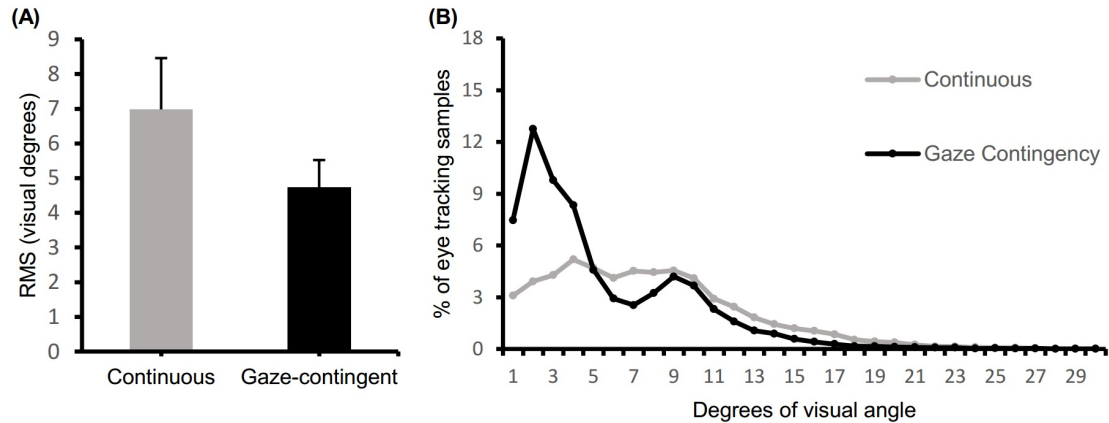 (A)
RMS (visual degrees)
9
8
7
6
5
4
3
2
1
0
Continuous Gaze-contingent
(B)
% of eye tracking samples
18
15
12
9
6
3
0
Continuous
Gaze Contingency
1 3 5 7 9 11 13 15 17 19 21 23 25 27 29
Degrees of visual angle